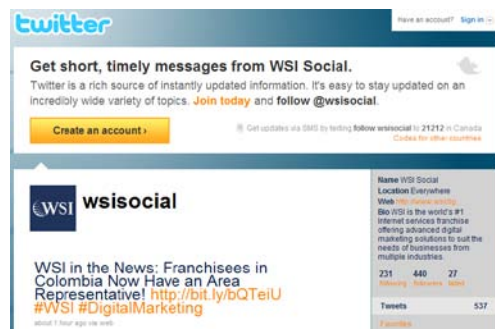 twitter
Have an account? Sign in
Get short, timely messages from WSI Social.
Twitter is a rich source of instantly updated information. It's easy to stay updated on an
incredibly wide variety of topics. Join today and follow @wsisocial.
Create an account ›
Get updates via SMS by texting follow wsisocial to 21212 in Canada
Codes for other countries
WSI
wsisocial
WSI in the News: Franchisees in
Colombia Now Have an Area
Representative! http://bit.ly/bQTeiU
#WSI #DigitalMarketing
about 1 hour ago via web
Name WSI Social
Location Everywhere
Web
Bio WSI is the world's #1
Internet services franchise
offering advanced digital
marketing solutions to suit the
needs of businesses from
multiple industries.
231 440 27
following followers listed
Tweets 537
Favorites